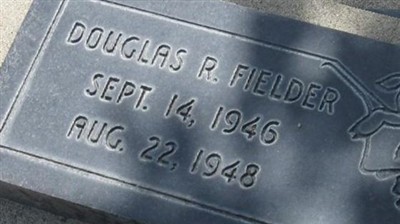 DOUGLAS R. FIELDER
SEPT. 14, 1946
AUG. 22, 1948